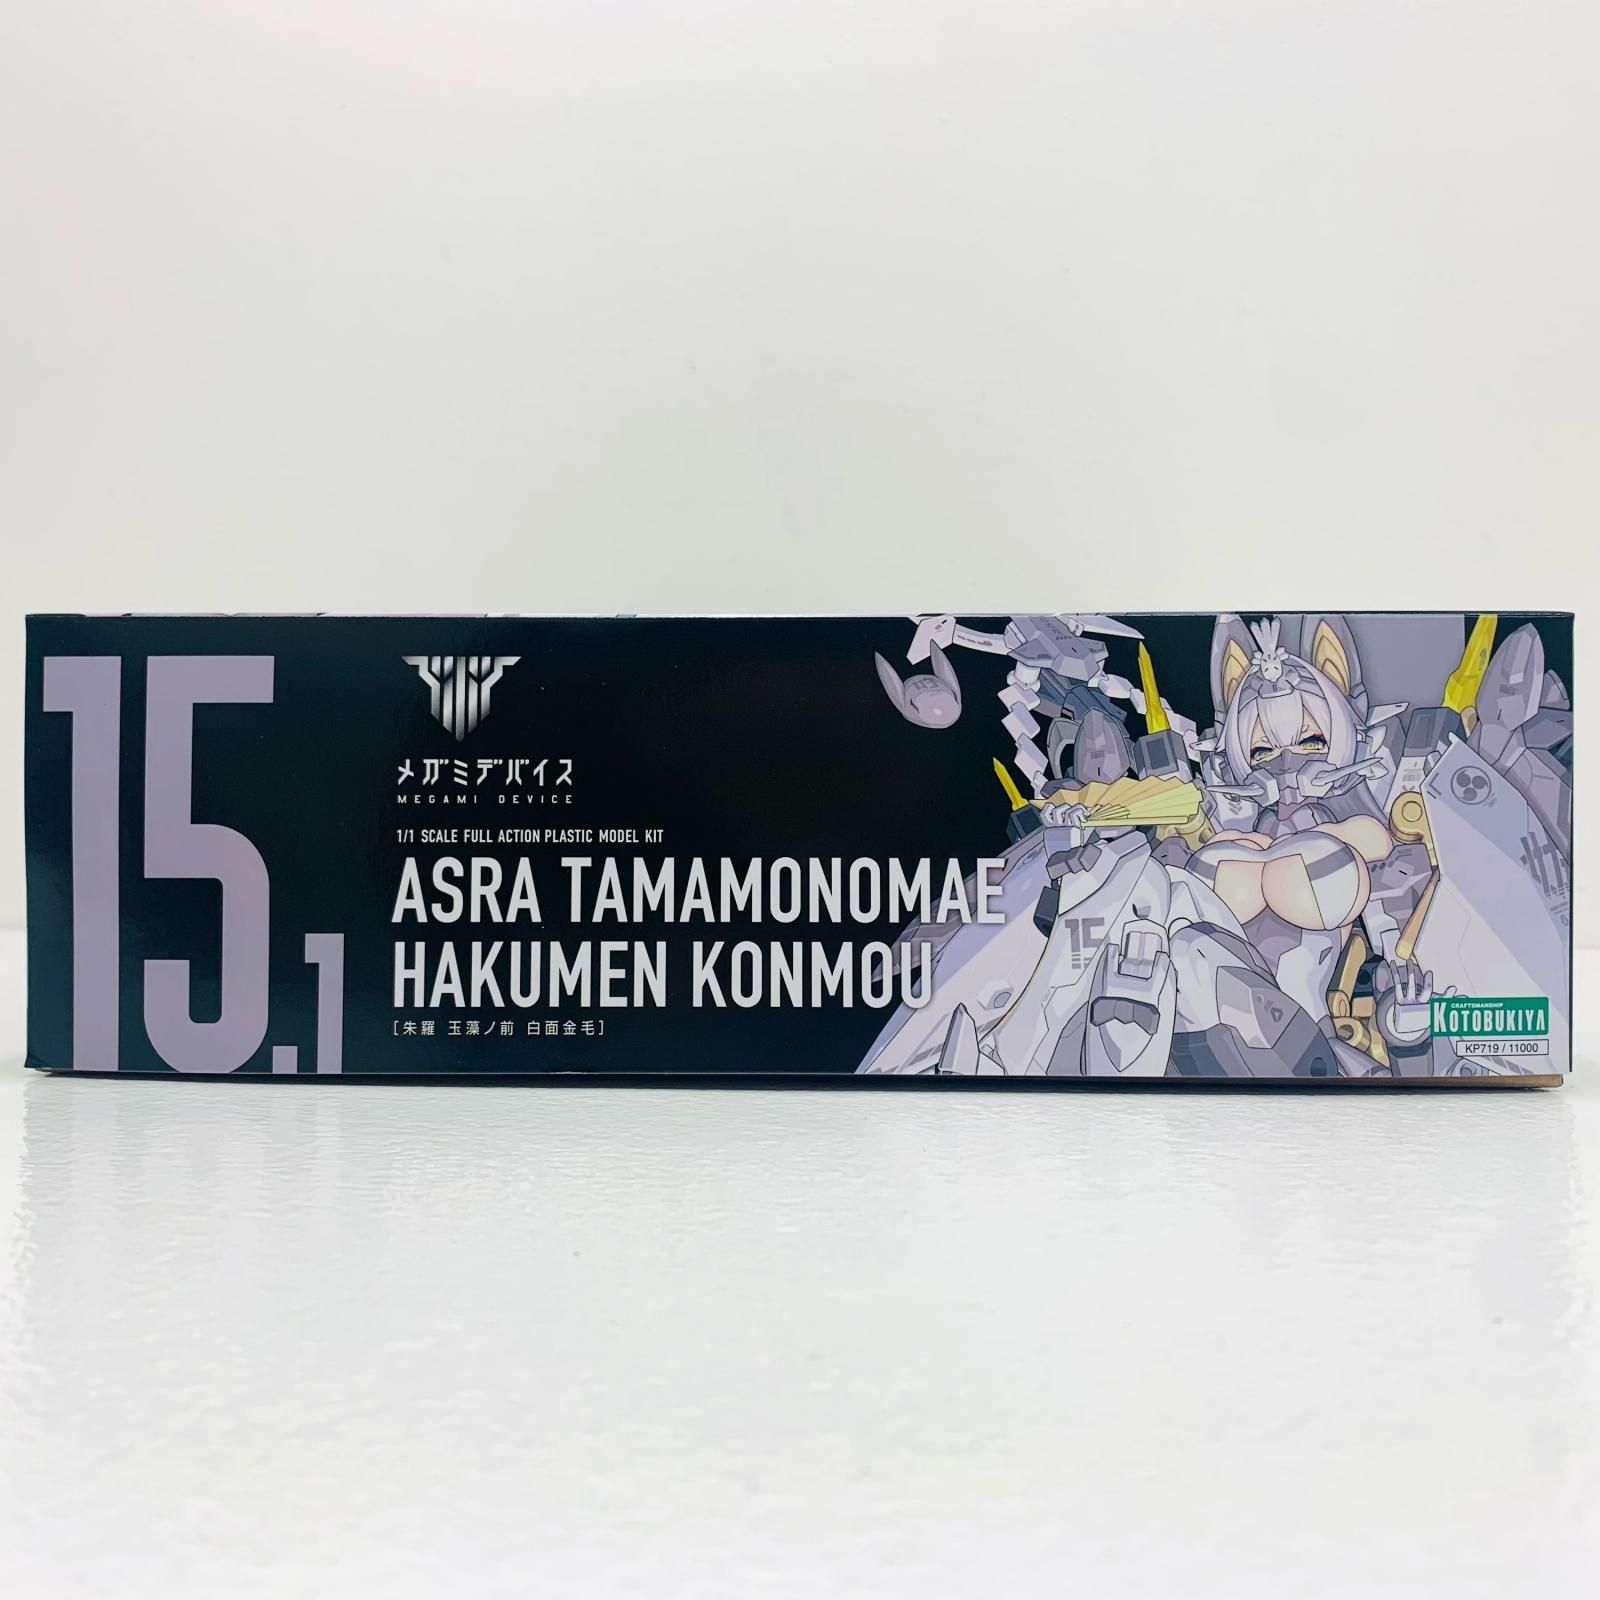 15.1
メガミデバイス
MEGAMI DEVICE
1/1 SCALE FULL ACTION PLASTIC MODEL KIT
ASRA TAMAMONOMAE
HAKUMEN KONMOU
[朱羅 玉藻ノ前 白面金毛]
15
CRAFTSMANSHIP
KOTOBUKIYA
KP719 / 11000